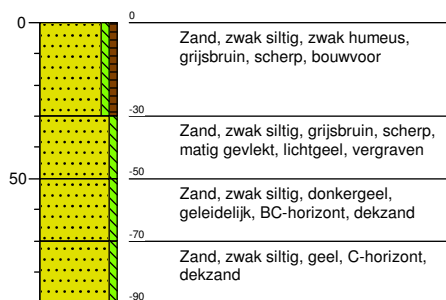 0
0
Zand, zwak siltig, zwak humeus,
grijsbruin, scherp, bouwvoor
-30
Zand, zwak siltig, grijsbruin, scherp,
matig gevlekt, lichtgeel, vergraven
50
-50
Zand, zwak siltig, donkergeel,
geleidelijk, BC-horizont, dekzand
-70
Zand, zwak siltig, geel, C-horizont,
dekzand
-90